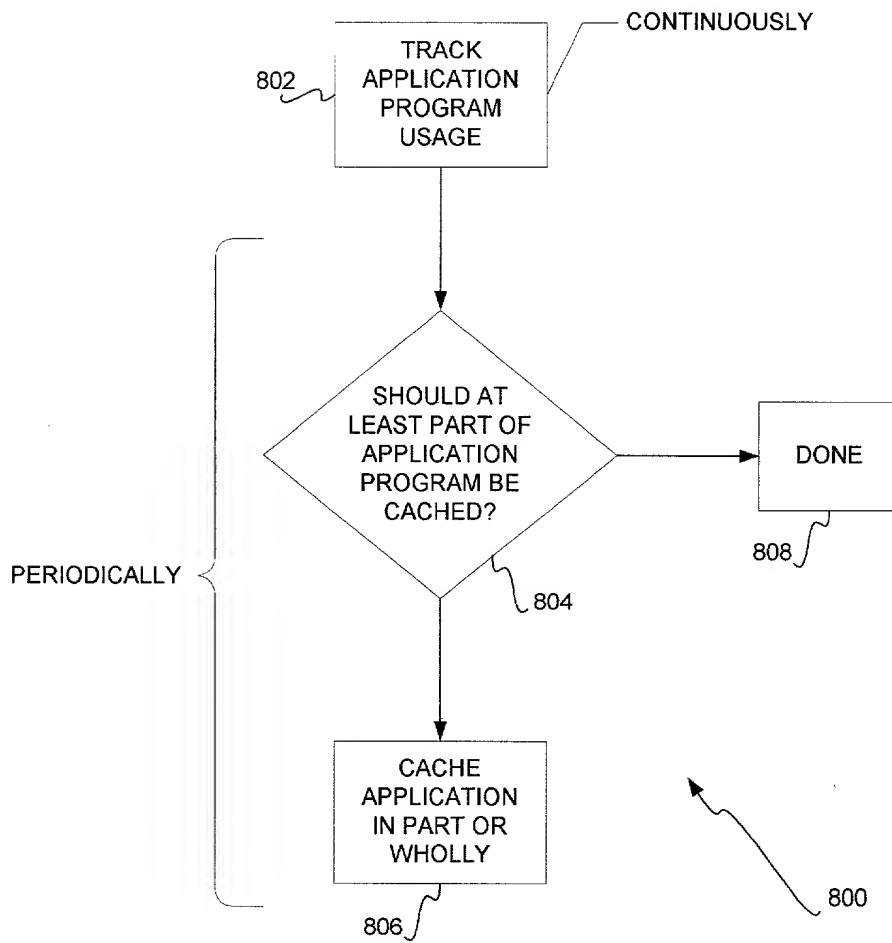 CONTINUOUSLY
802
TRACK
APPLICATION
PROGRAM
USAGE
SHOULD AT
LEAST PART OF
APPLICATION
PROGRAM BE
CACHED?
DONE
808
PERIODICALLY
804
CACHE
APPLICATION
IN PART OR
WHOLLY
806
800